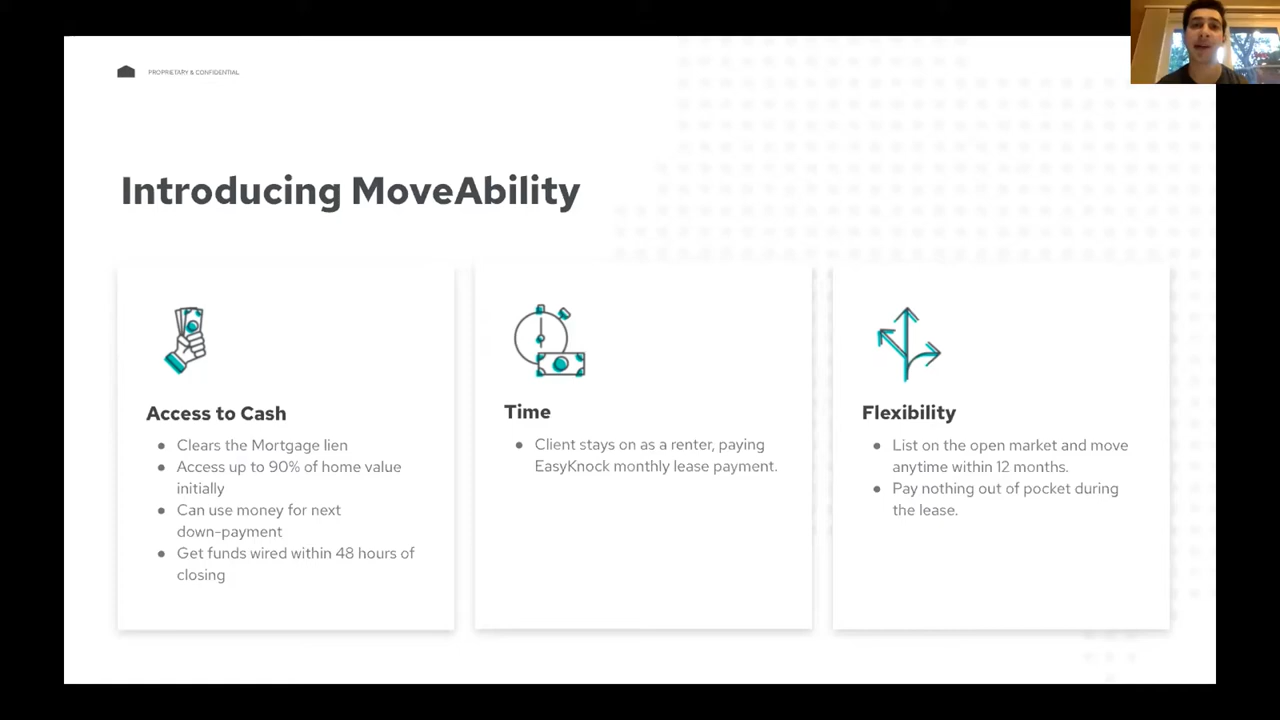 PROPRIETARY & CONFIDENTIAL
Introducing MoveAbility
Access to Cash
● Clears the Mortgage lien
● Access up to 90% of home value
initially
● Can use money for next
down-payment
● Get funds wired within 48 hours of
closing
Time
● Client stays on as a renter, paying
EasyKnock monthly lease payment.
Flexibility
● List on the open market and move
anytime within 12 months.
● Pay nothing out of pocket during
the lease.